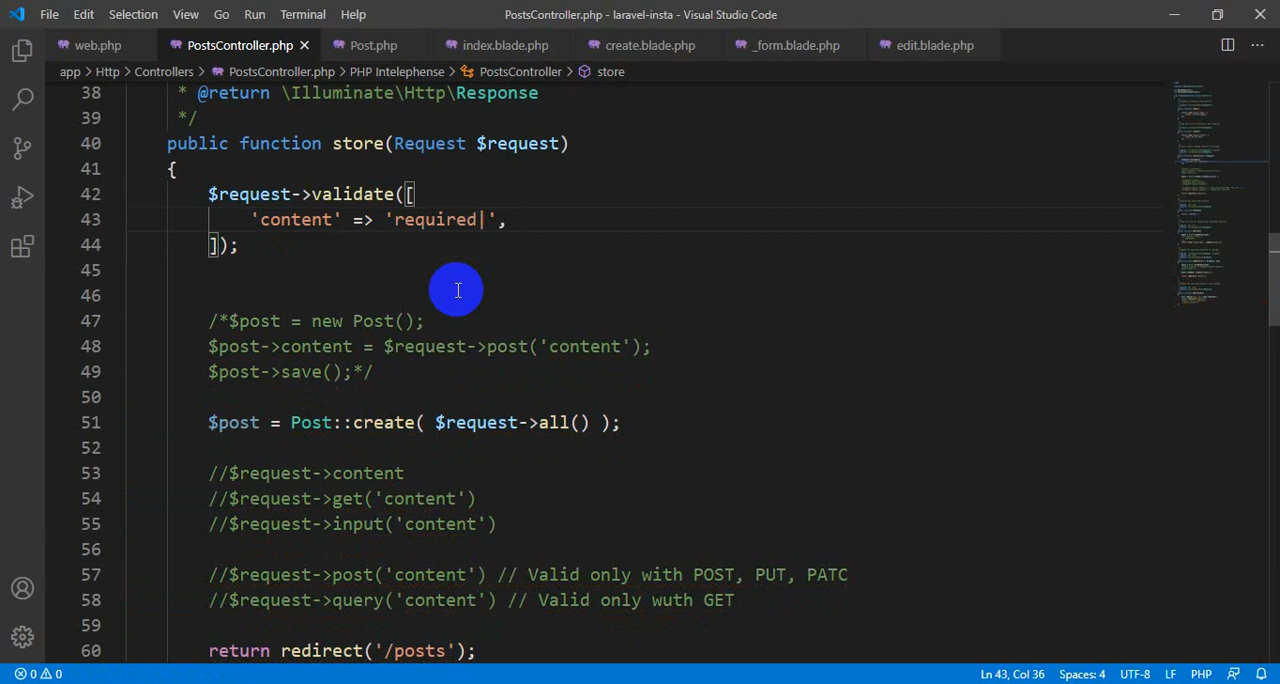 File Edit Selection View Go Run Terminal Help PostsController.php - laravel-insta - Visual Studio Code
web.php PostsController.php Post.php index.blade.php create.blade.php _form.blade.php edit.blade.php
app > Http > Controllers > PostsController.php > PHP Intelephense > PostsController > store
38 * @return \Illuminate\Http\Response
39 */
40 public function store(Request $request)
41 {
42 $request->validate([
43 'content' => 'required|',
44 ]);
45
46
47 /*$post = new Post();
48 $post->content = $request->post('content');
49 $post->save();*/
50
51 $post = Post::create( $request->all() );
52
53 //$request->content
54 //$request->get('content')
55 //$request->input('content')
56
57 //$request->post('content') // Valid only with POST, PUT, PATC
58 //$request->query('content') // Valid only wuth GET
59
60 return redirect('/posts');
0 0 Ln 43, Col 36 Spaces: 4 UTF-8 LF PHP